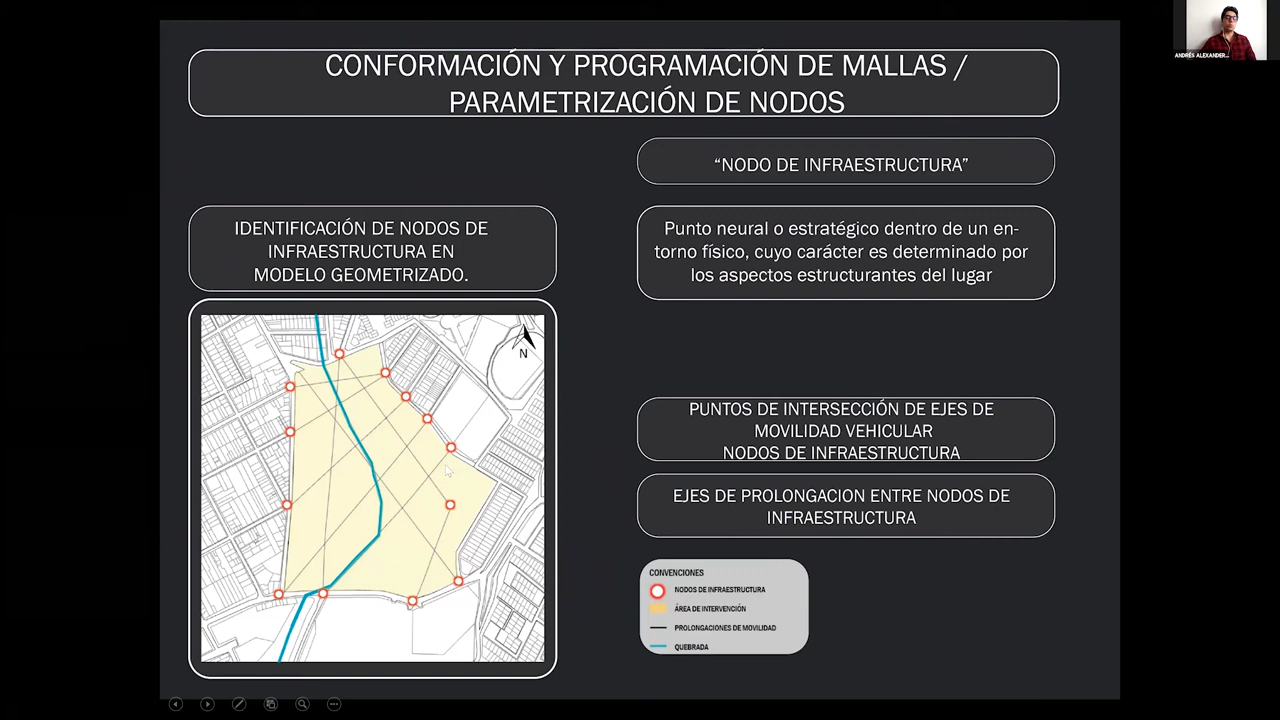 CONFORMACIÓN Y PROGRAMACIÓN DE MALLAS /
PARAMETRIZACIÓN DE NODOS
ANDRÉS ALEXANDER...
“NODO DE INFRAESTRUCTURA”
IDENTIFICACIÓN DE NODOS DE
INFRAESTRUCTURA EN
MODELO GEOMETRIZADO.
Punto neural o estratégico dentro de un en-
torno físico, cuyo carácter es determinado por
los aspectos estructurantes del lugar
N
PUNTOS DE INTERSECCIÓN DE EJES DE
MOVILIDAD VEHICULAR
NODOS DE INFRAESTRUCTURA
EJES DE PROLONGACION ENTRE NODOS DE
INFRAESTRUCTURA
CONVENCIONES
NODOS DE INFRAESTRUCTURA
ÁREA DE INTERVENCIÓN
PROLONGACIONES DE MOVILIDAD
QUEBRADA